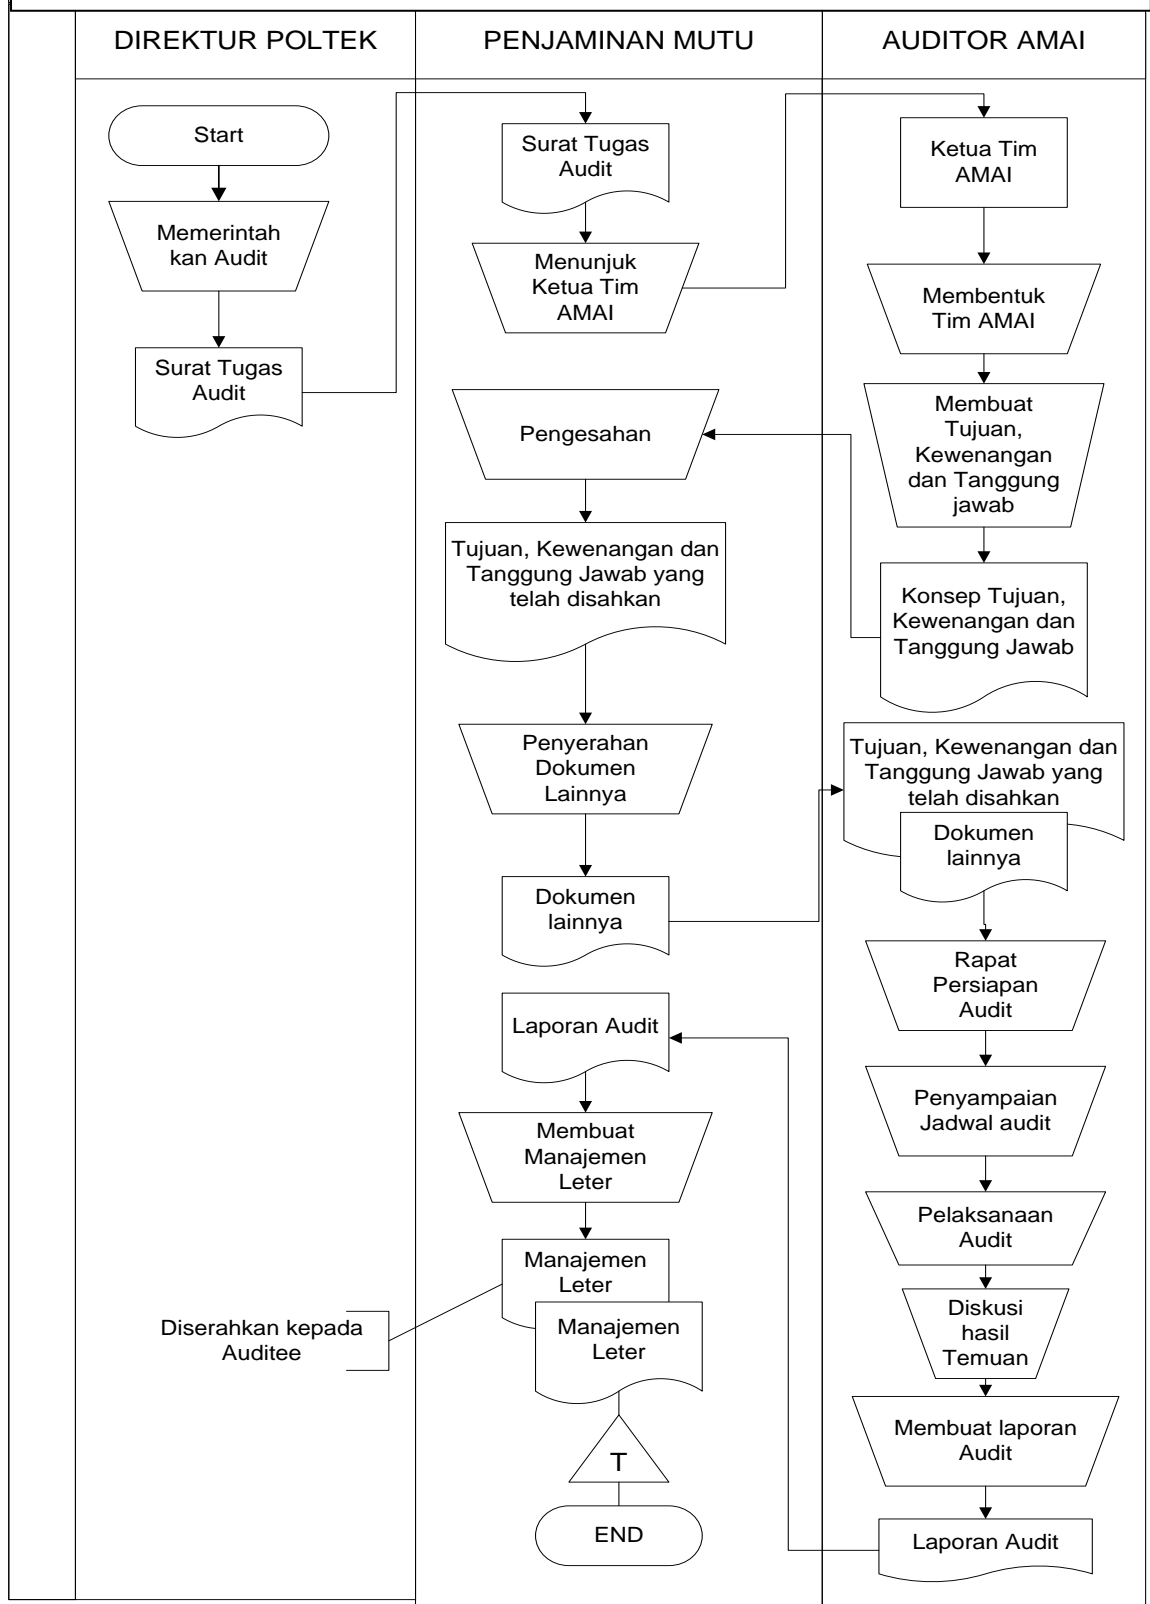 DIREKTUR POLTEK
PENJAMINAN MUTU
AUDITOR AMAI
Start
Memerintah
kan Audit
Surat Tugas
Audit
Surat Tugas
Audit
Menunjuk
Ketua Tim
AMAI
Ketua Tim
AMAI
Membentuk
Tim AMAI
Membuat
Tujuan,
Kewenangan
dan Tanggung
jawab
Konsep Tujuan,
Kewenangan dan
Tanggung Jawab
Pengesahan
Tujuan, Kewenangan dan
Tanggung Jawab yang
telah disahkan
Penyerahan
Dokumen
Lainnya
Dokumen
lainnya
Tujuan, Kewenangan dan
Tanggung Jawab yang
telah disahkan
Dokumen
lainnya
Rapat
Persiapan
Audit
Penyampaian
Jadwal audit
Pelaksanaan
Audit
Diskusi
hasil
Temuan
Membuat laporan
Audit
Laporan Audit
Laporan Audit
Membuat
Manajemen
Leter
Manajemen
Leter
Manajemen
Leter
Diserahkan kepada
Auditee
T
END